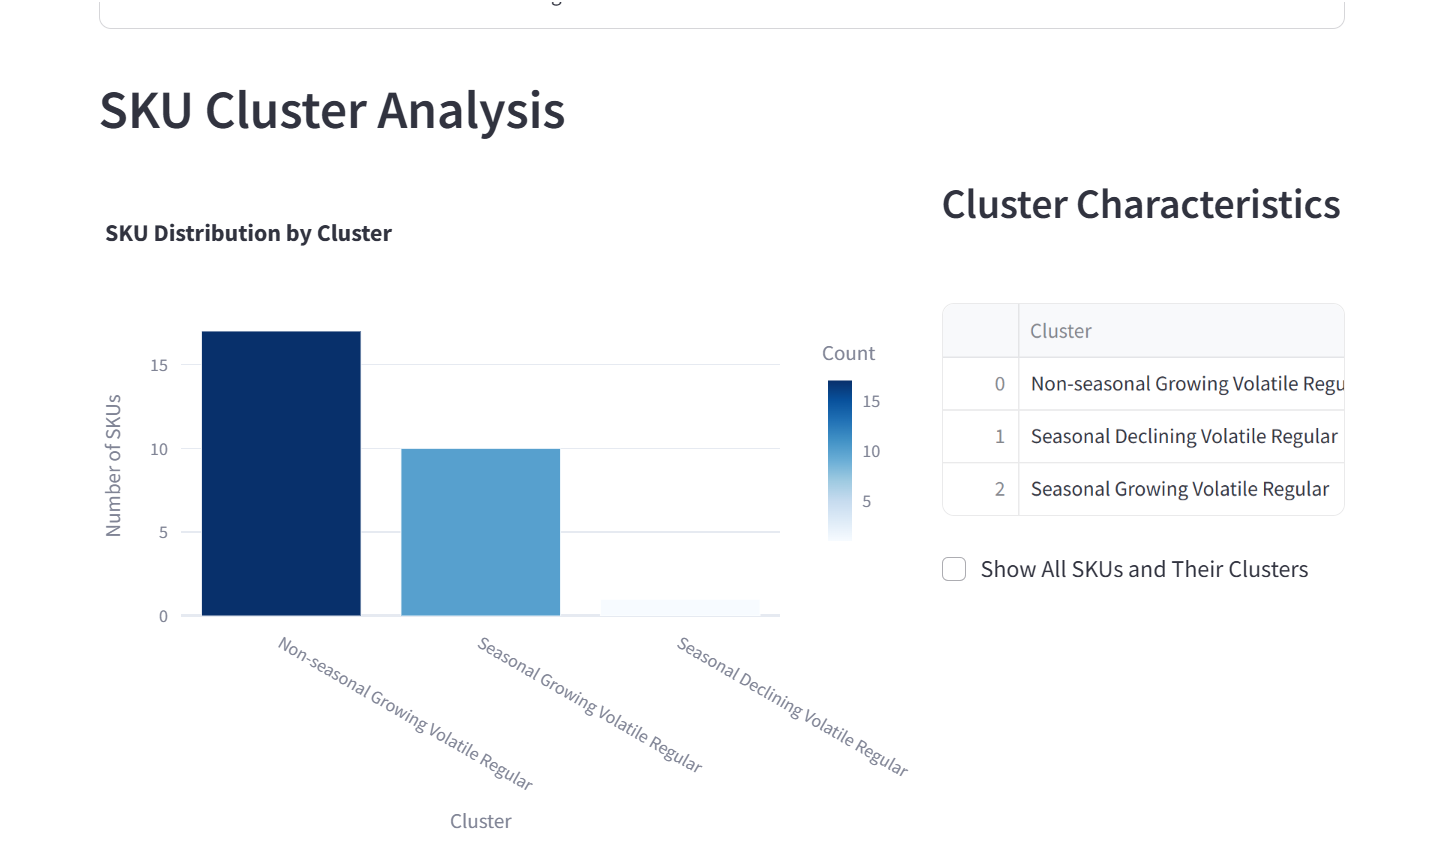 SKU Cluster Analysis
SKU Distribution by Cluster
Number of SKUs
15
10
5
0
Non-seasonal Growing Volatile Regular
Seasonal Growing Volatile Regular
Seasonal Declining Volatile Regular
Cluster
Count
15
10
5
Cluster Characteristics
Cluster
0 Non-seasonal Growing Volatile Regu
1 Seasonal Declining Volatile Regular
2 Seasonal Growing Volatile Regular
Show All SKUs and Their Clusters